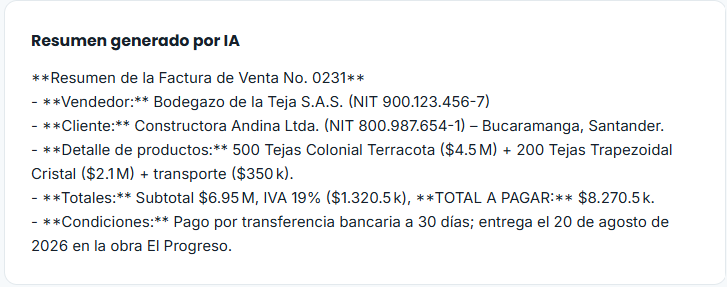 Resumen generado por IA
**Resumen de la Factura de Venta No. 0231**
- **Vendedor:** Bodegazo de la Teja S.A.S. (NIT 900.123.456-7)
- **Cliente:** Constructora Andina Ltda. (NIT 800.987.654-1) – Bucaramanga, Santander.
- **Detalle de productos:** 500 Tejas Colonial Terracota ($4.5 M) + 200 Tejas Trapezoidal
Cristal ($2.1 M) + transporte ($350 k).
- **Totales:** Subtotal $6.95 M, IVA 19% ($1.320.5 k), **TOTAL A PAGAR:** $8.270.5 k.
- **Condiciones:** Pago por transferencia bancaria a 30 días; entrega el 20 de agosto de
2026 en la obra El Progreso.